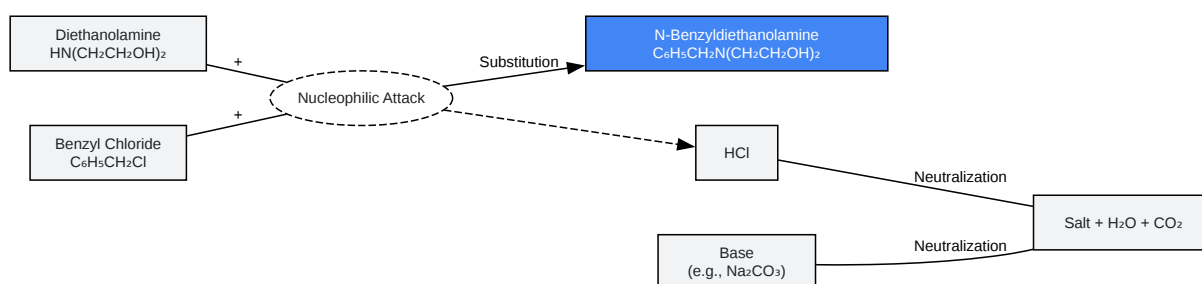 Diethanolamine
HN(CH₂CH₂OH)₂
+
Nucleophilic Attack
+
Benzyl Chloride
C₆H₅CH₂Cl
Substitution
N-Benzyldiethanolamine
C₆H₅CH₂N(CH₂CH₂OH)₂
HCl
Neutralization
Salt + H₂O + CO₂
Neutralization
Base
(e.g., Na₂CO₃)